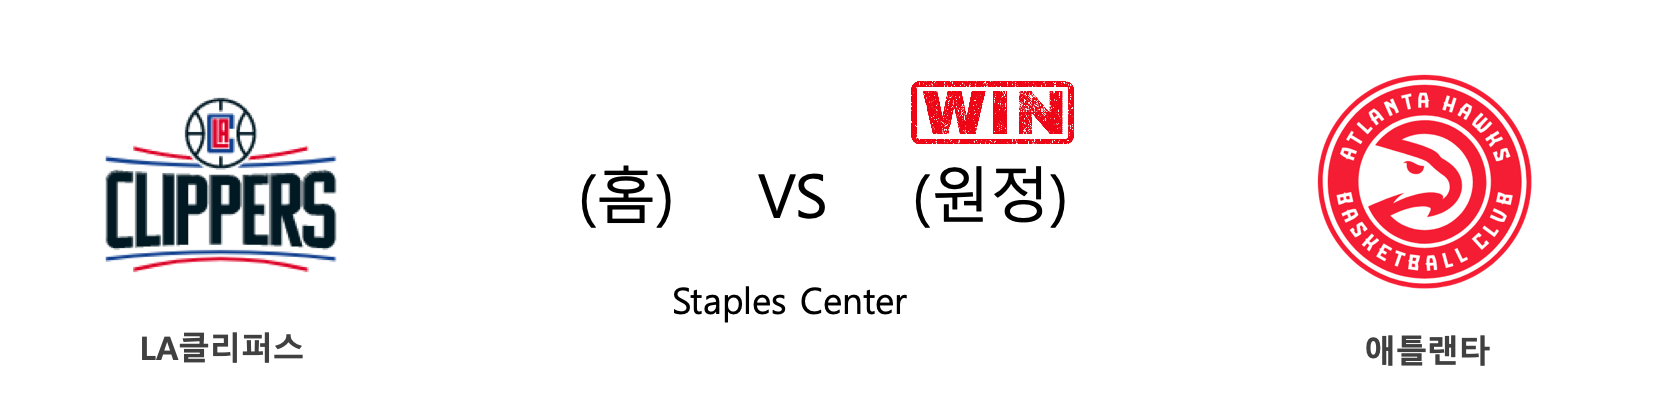 WIN
(홈) VS (원정)
Staples Center
LA
CLIPPERS
LA클리퍼스
ATLANTA HAWKS
BASKETBALL CLUB
애틀랜타